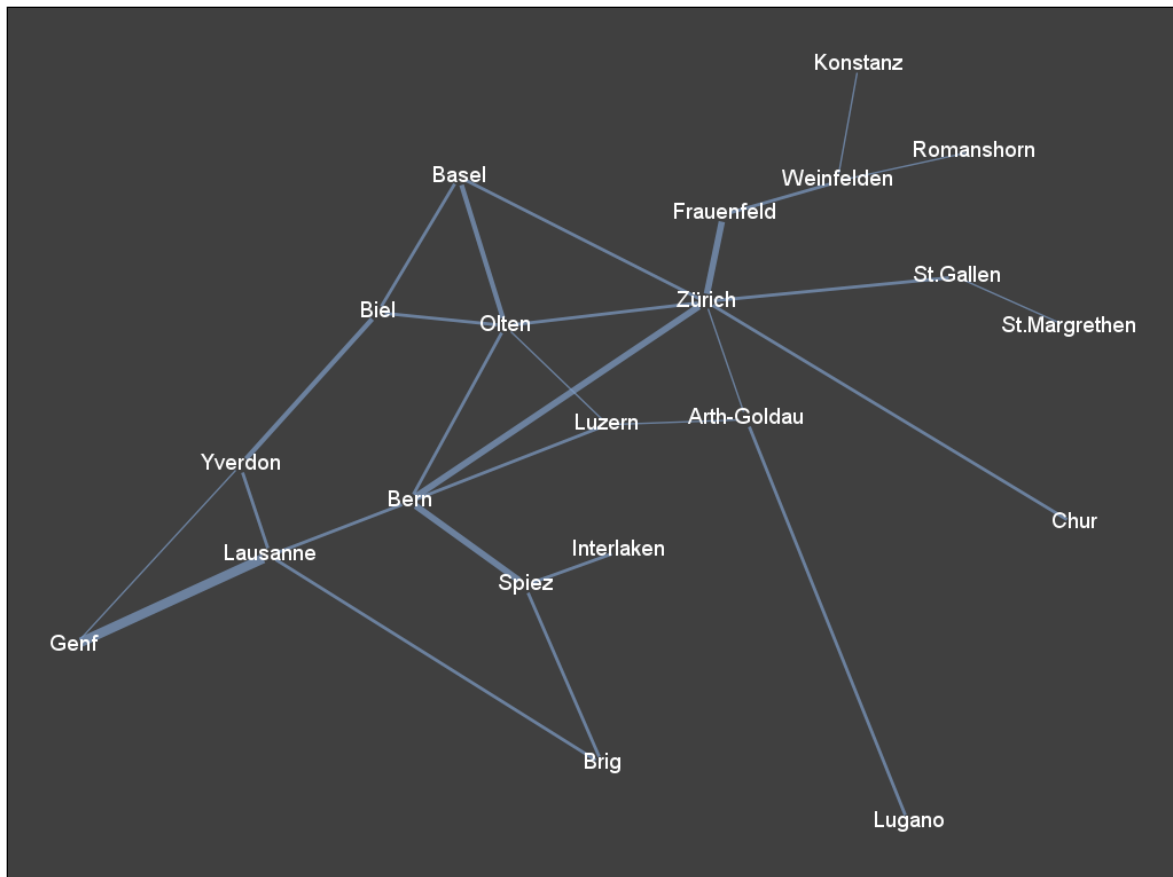 Konstanz
Romanshorn
Basel
Weinfelden
Frauenfeld
St.Gallen
Zürich
Biel
Olten
St.Margrethen
Arth-Goldau
Luzern
Yverdon
Bern
Chur
Interlaken
Lausanne
Spiez
Genf
Brig
Lugano